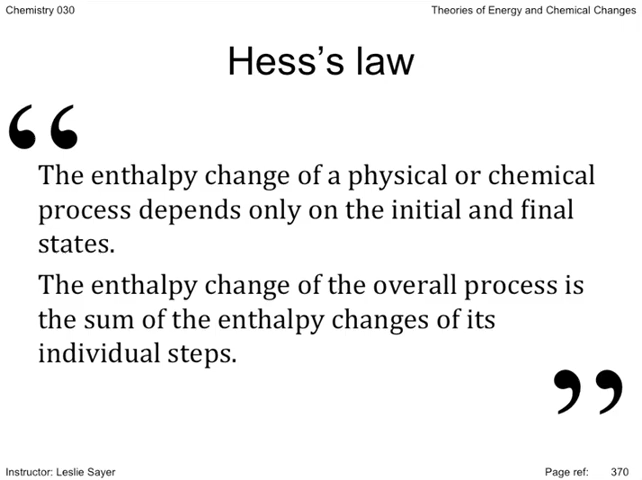 Chemistry 030
Theories of Energy and Chemical Changes
Hess’s law
“
The enthalpy change of a physical or chemical
process depends only on the initial and final
states.
The enthalpy change of the overall process is
the sum of the enthalpy changes of its
individual steps.
”
Instructor: Leslie Sayer
Page ref: 370